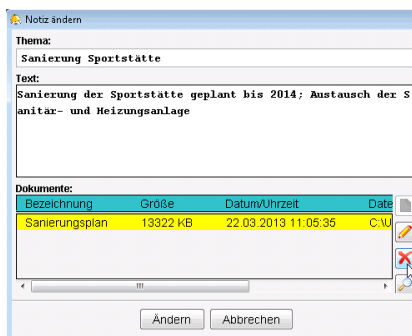 Notiz ändern
Thema:
Sanierung Sportstätte
Text:
Sanierung der Sportstätte geplant bis 2014; Austausch der S
anitär- und Heizungsanlage
Dokumente:
Bezeichnung Größe Datum/Uhrzeit Date
Sanierungsplan 13322 KB 22.03.2013 11:05:35 C:\U
Ändern Abbrechen